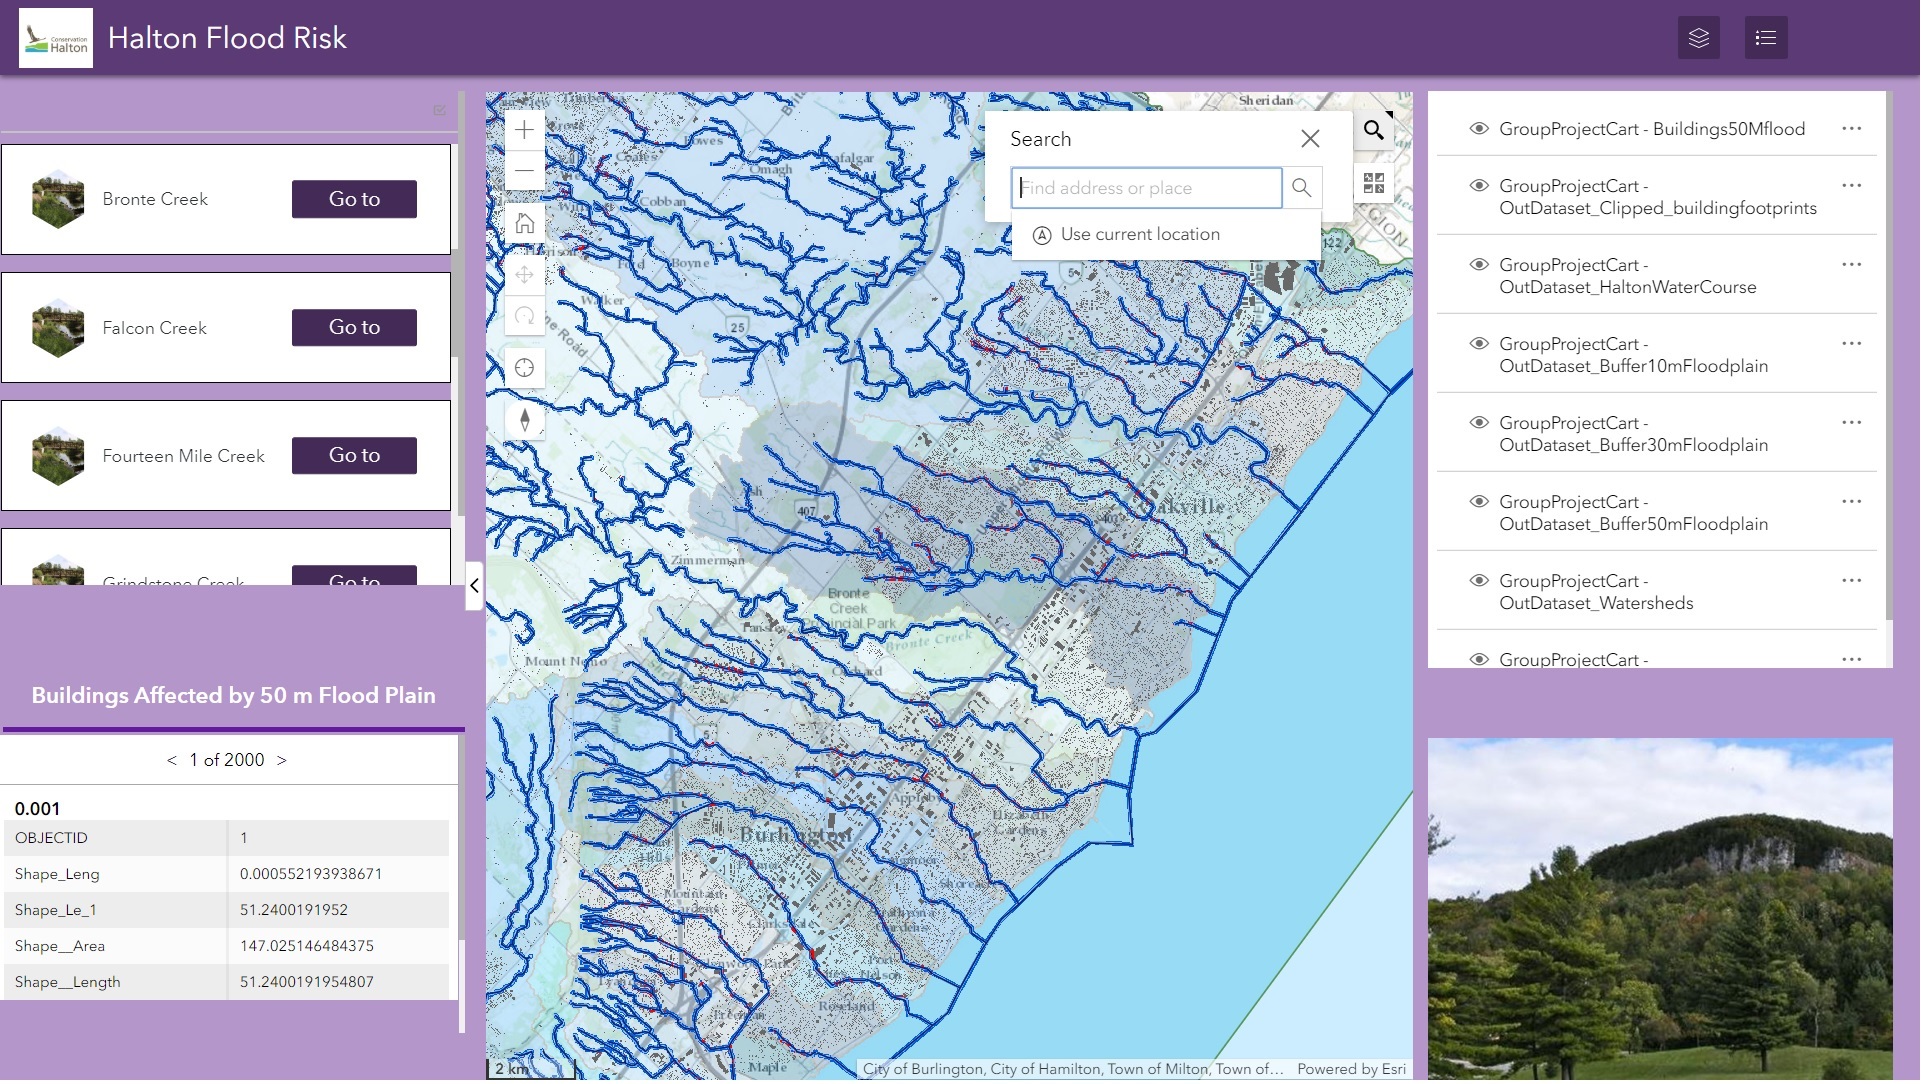 Conservation
Halton
Halton Flood Risk
Bronte Creek
Go to
Falcon Creek
Go to
Fourteen Mile Creek
Go to
Grindstone Creek
Go to
Buildings Affected by 50 m Flood Plain
< 1 of 2000 >
0.001
OBJECTID 1
Shape_Leng 0.000552193938671
Shape_Le_1 51.2400191952
Shape__Area 147.025146484375
Shape__Length 51.2400191954807
Sheridan
Search
Find address or place
Use current location
Omagh
Cobban
Boyne
Walker
122
5
25
407
Oakville
Zimmerman
Bronte
Creek
Provincial Park
Bronte Creek
Mount Nemo
5
Appleby
Burlington
Elizabeth
Gardens
Roseland
Freeman
Maple
2 km
City of Burlington, City of Hamilton, Town of Milton, Town of...
Powered by Esri
GroupProjectCart - Buildings50Mflood
GroupProjectCart -
OutDataset_Clipped_buildingfootprints
GroupProjectCart -
OutDataset_HaltonWaterCourse
GroupProjectCart -
OutDataset_Buffer10mFloodplain
GroupProjectCart -
OutDataset_Buffer30mFloodplain
GroupProjectCart -
OutDataset_Buffer50mFloodplain
GroupProjectCart -
OutDataset_Watersheds
GroupProjectCart -